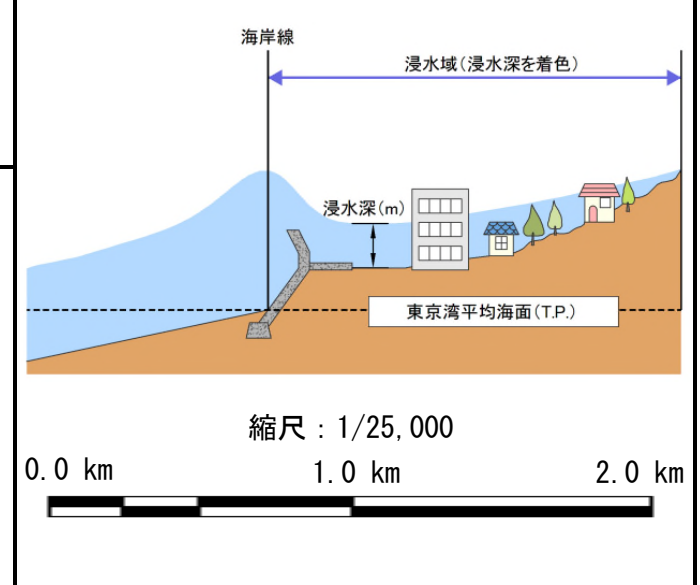 海岸線
浸水域(浸水深を着色)
浸水深(m)
東京湾平均海面(T.P.)
縮尺：1/25,000
0.0 km 1.0 km 2.0 km